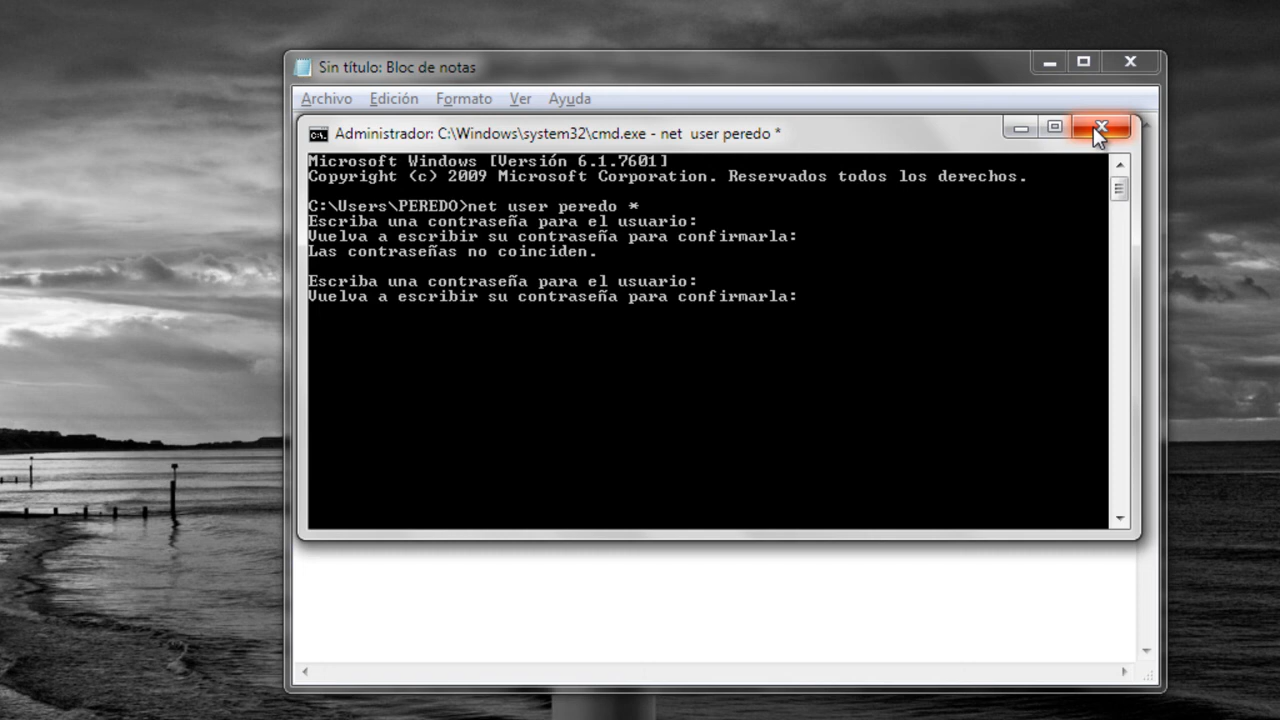 Sin título: Bloc de notas
Archivo Edición Formato Ver Ayuda
Administrador: C:\Windows\system32\cmd.exe - net  user peredo *
Microsoft Windows [Versión 6.1.7601]
Copyright (c) 2009 Microsoft Corporation. Reservados todos los derechos.
C:\Users\PEREDO>net user peredo *
Escriba una contraseña para el usuario:
Vuelva a escribir su contraseña para confirmarla:
Las contraseñas no coinciden.
Escriba una contraseña para el usuario:
Vuelva a escribir su contraseña para confirmarla: